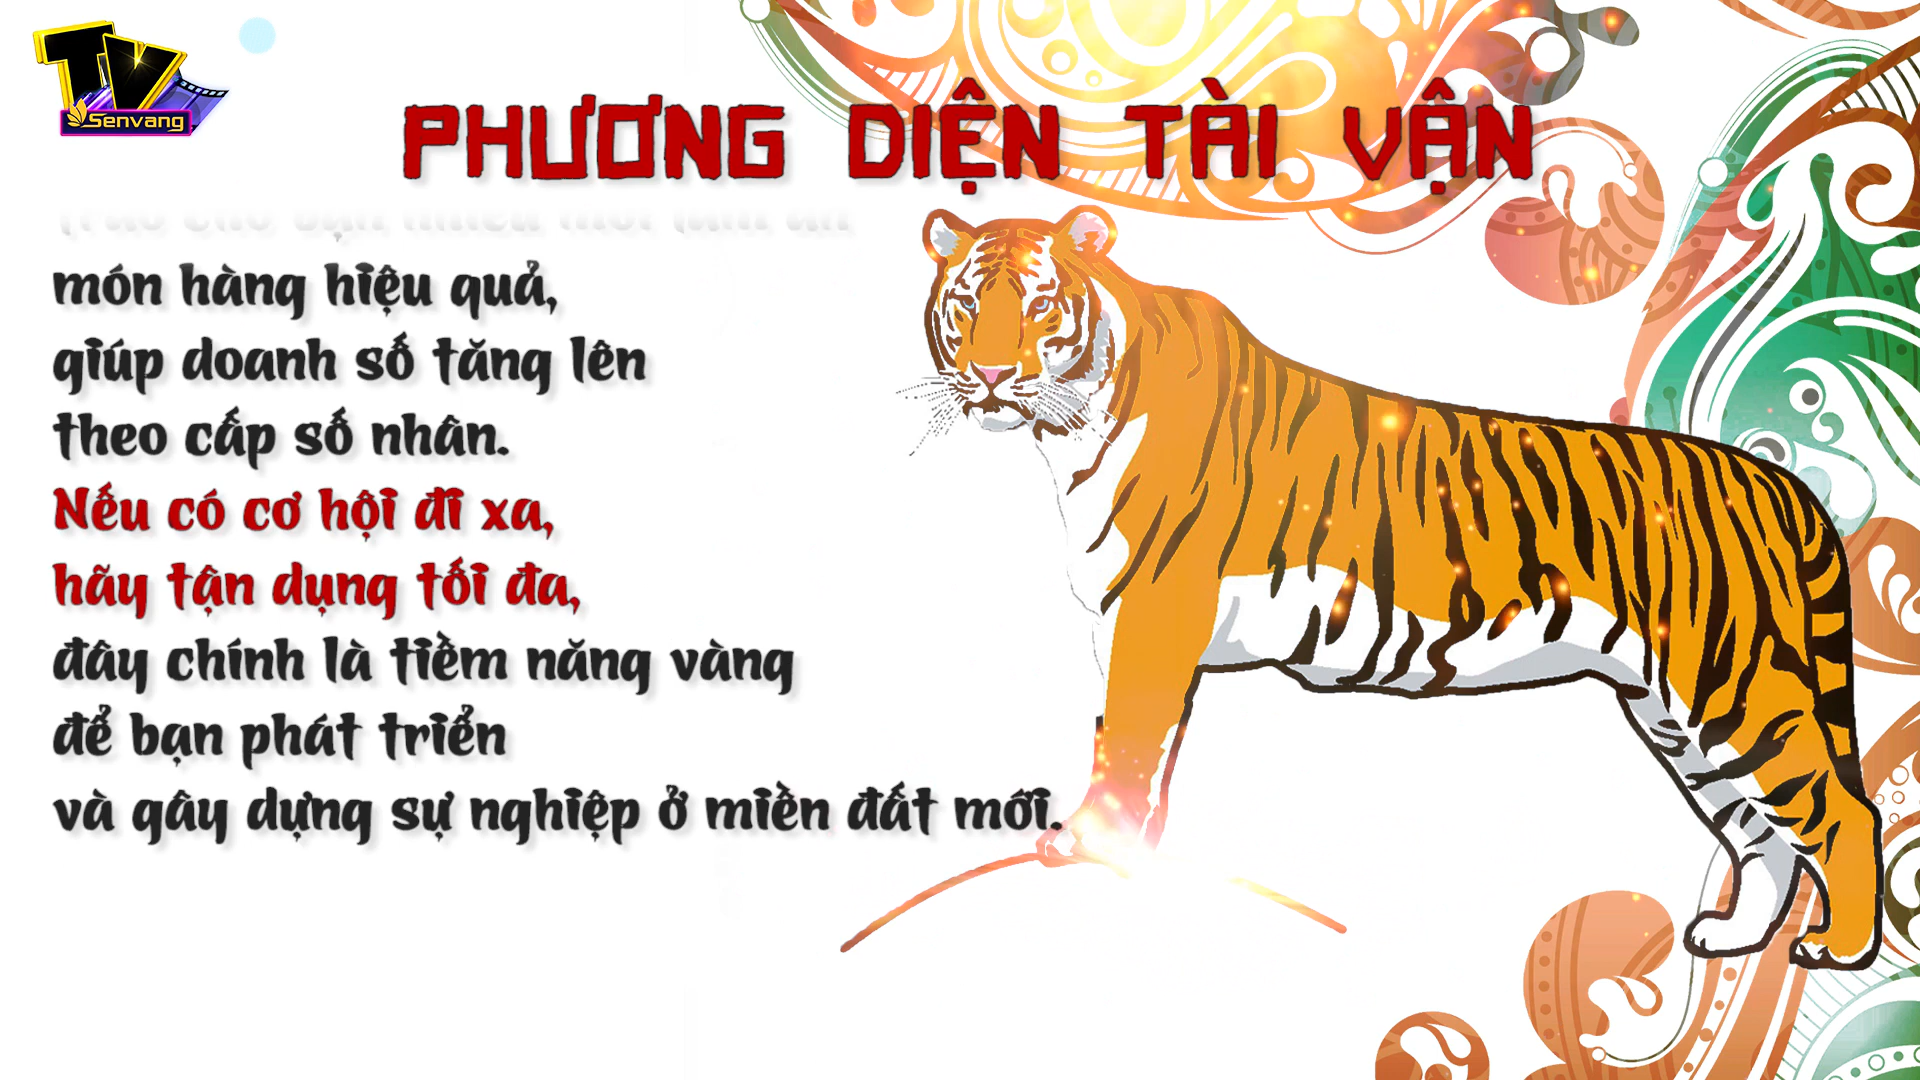 TV
Senvang
PHƯƠNG DIỆN TÀI VẬN
món hàng hiệu quả,
giúp doanh số tăng lên
theo cấp số nhân.
Nếu có cơ hội đi xa,
hãy tận dụng tối đa,
đây chính là tiềm năng vàng
để bạn phát triển
và gây dựng sự nghiệp ở miền đất mới.